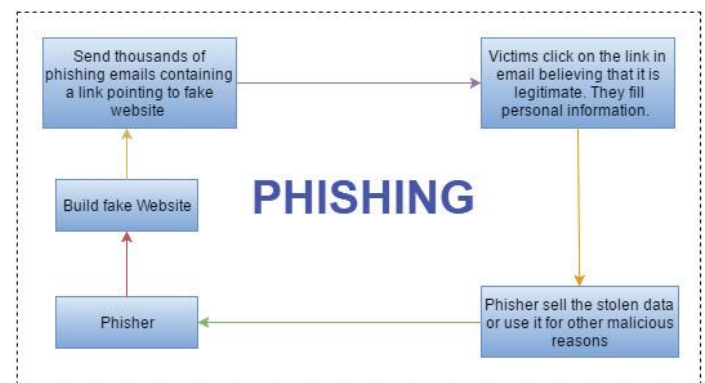 Send thousands of
phishing emails containing
a link pointing to fake
website
Victims click on the link in
email believing that it is
legitimate. They fill
personal information.
Build fake Website
PHISHING
Phisher
Phisher sell the stolen data
or use it for other malicious
reasons